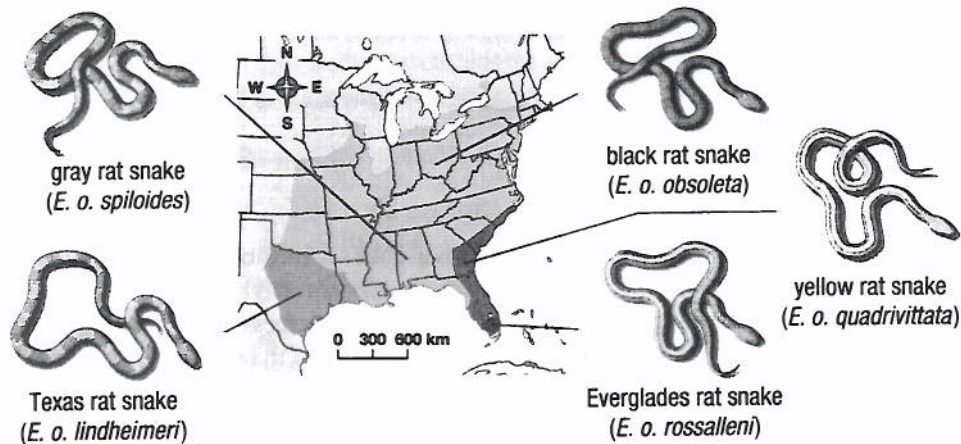 gray rat snake
(E. o. spiloides)
Texas rat snake
(E. o. lindheimeri)
N
W E
S
0 300 600 km
black rat snake
(E. o. obsoleta)
yellow rat snake
(E. o. quadrivittata)
Everglades rat snake
(E. o. rossalleni)